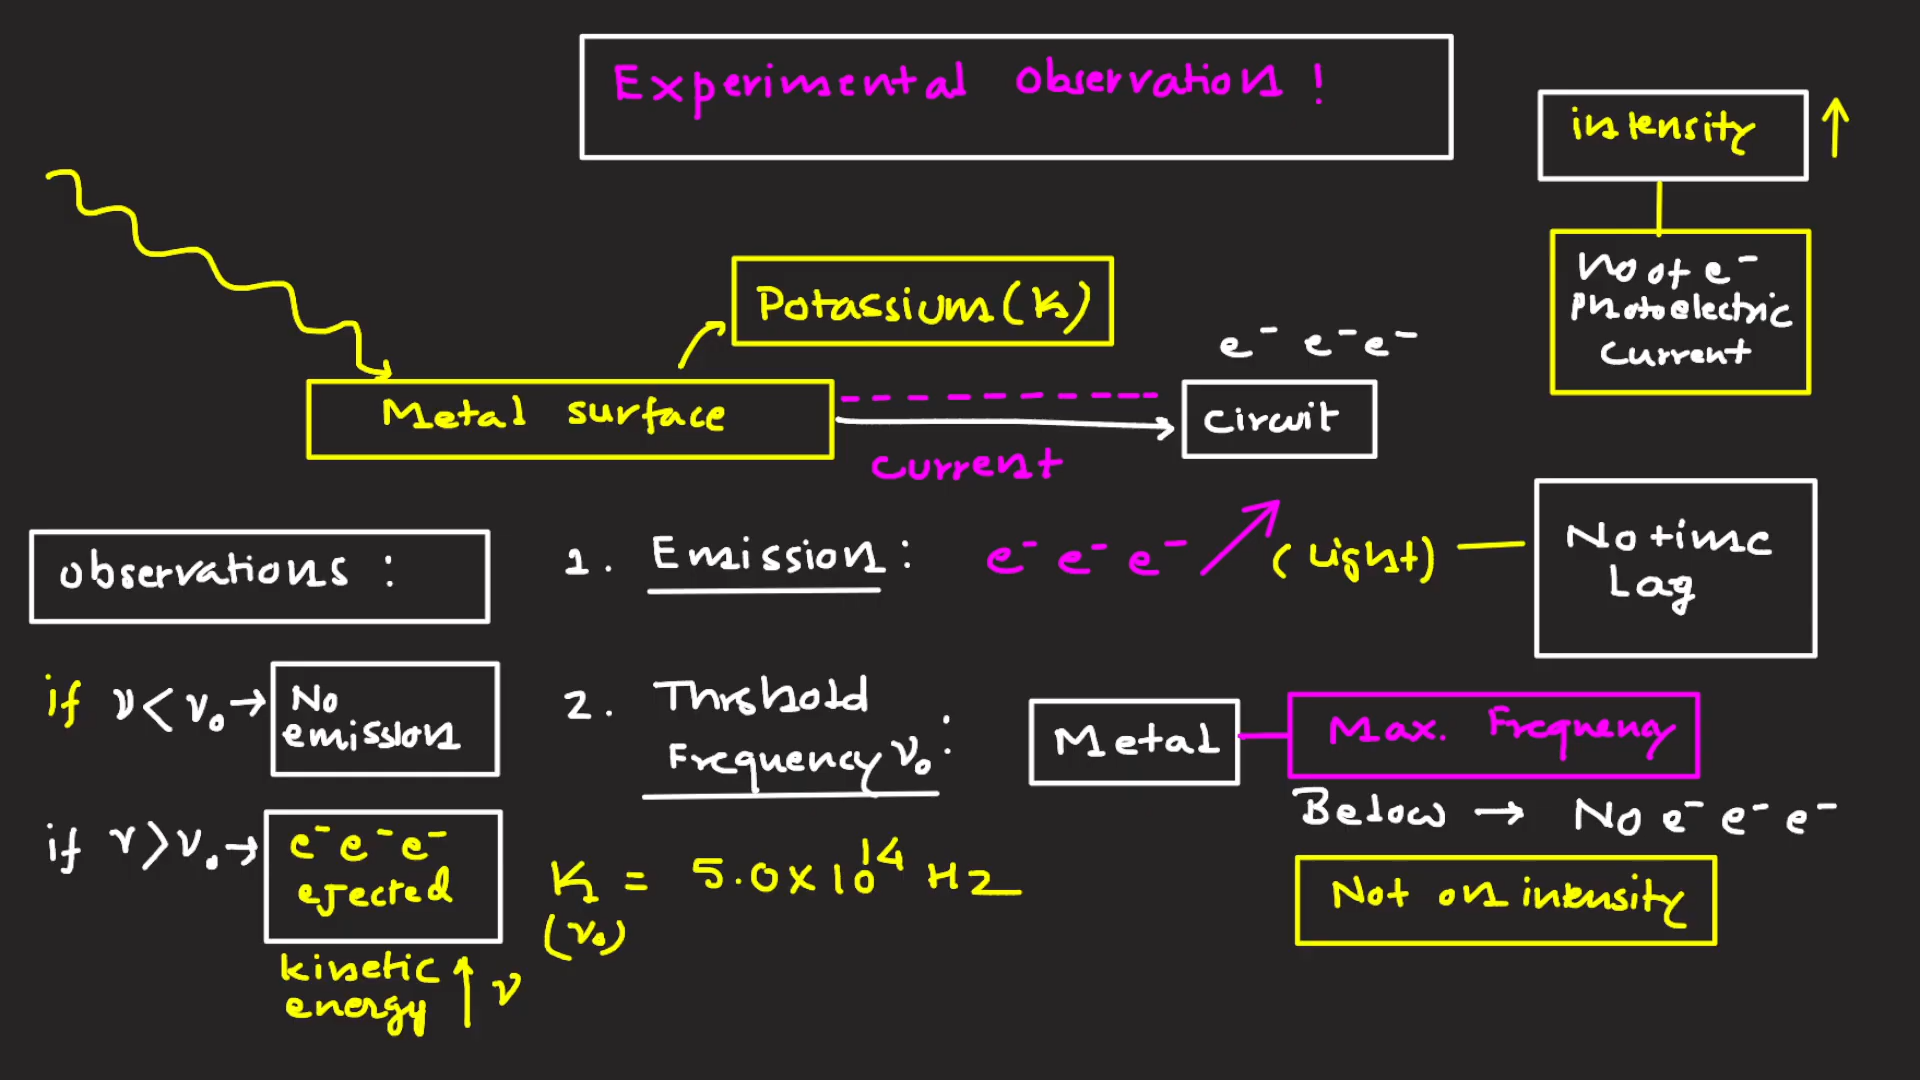 Experimental observation !
intensity ↑
No of e⁻
photoelectric
current
Potassium (K)
e⁻ e⁻ e⁻
Metal surface
circuit
current
observations :
1. Emission : e⁻ e⁻ e⁻ (Light)
No time
Lag
if ν < ν₀ → No
emission
2. Thrshold
Frequency ν₀ :
Metal
Max. Frequency
Below → No e⁻ e⁻ e⁻
Not on intensity
if ν > ν₀ → e⁻ e⁻ e⁻
ejected
K = 5.0 x 10¹⁴ Hz
(ν₀)
kinetic
energy ↑ ν